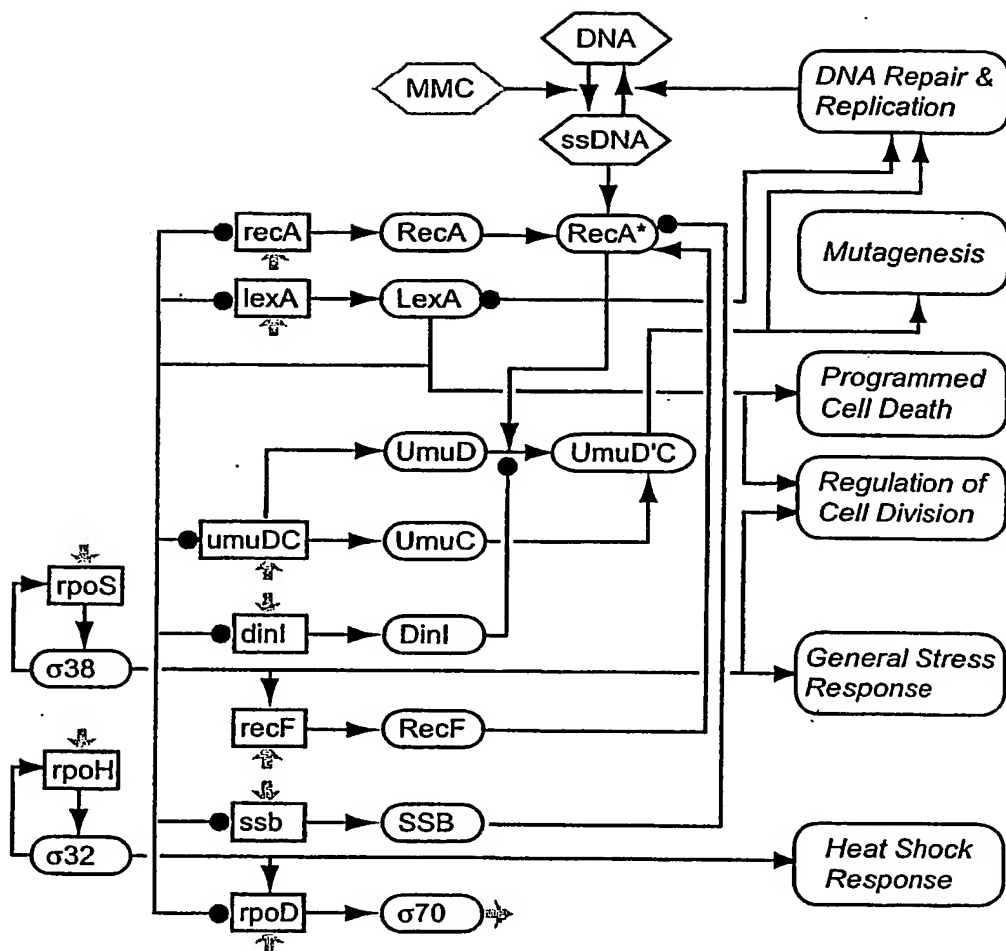 DNA
MMC
DNA Repair &
Replication
ssDNA
recA
RecA
RecA*
Mutagenesis
lexA
LexA
Programmed
Cell Death
UmuD
UmuD'C
Regulation of
Cell Division
umuDC
UmuC
rpoS
dinI
DinI
σ38
General Stress
Response
recF
RecF
rpoH
ssb
SSB
σ32
Heat Shock
Response
rpoD
σ70